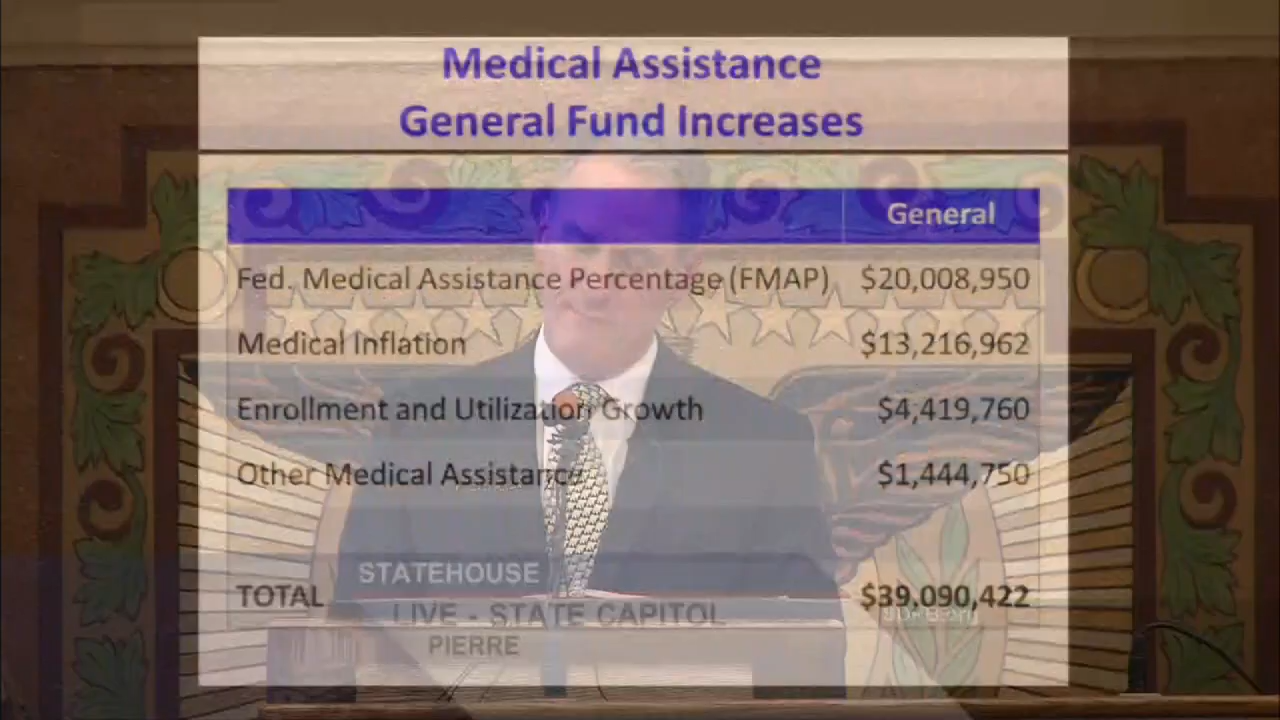 Medical Assistance
General Fund Increases
General
Fed. Medical Assistance Percentage (FMAP) $20,008,950
Medical Inflation $13,216,962
Enrollment and Utilization Growth $4,419,760
Other Medical Assistance $1,444,750
STATEHOUSE
TOTAL $39,090,422
LIVE - STATE CAPITOL
PIERRE